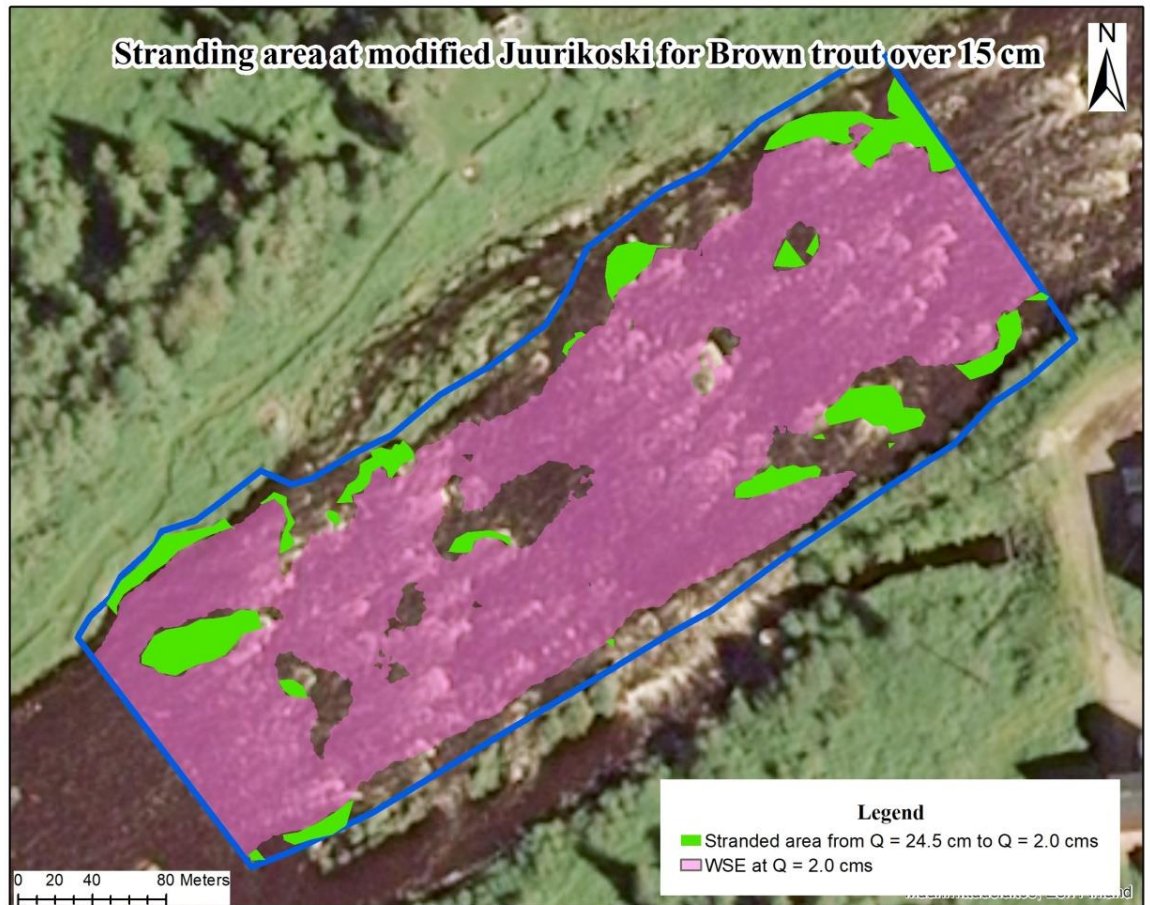 Stranding area at modified Juurikoski for Brown trout over 15 cm
N
Legend
Stranded area from Q = 24.5 cm to Q = 2.0 cms
WSE at Q = 2.0 cms
0 20 40 80 Meters